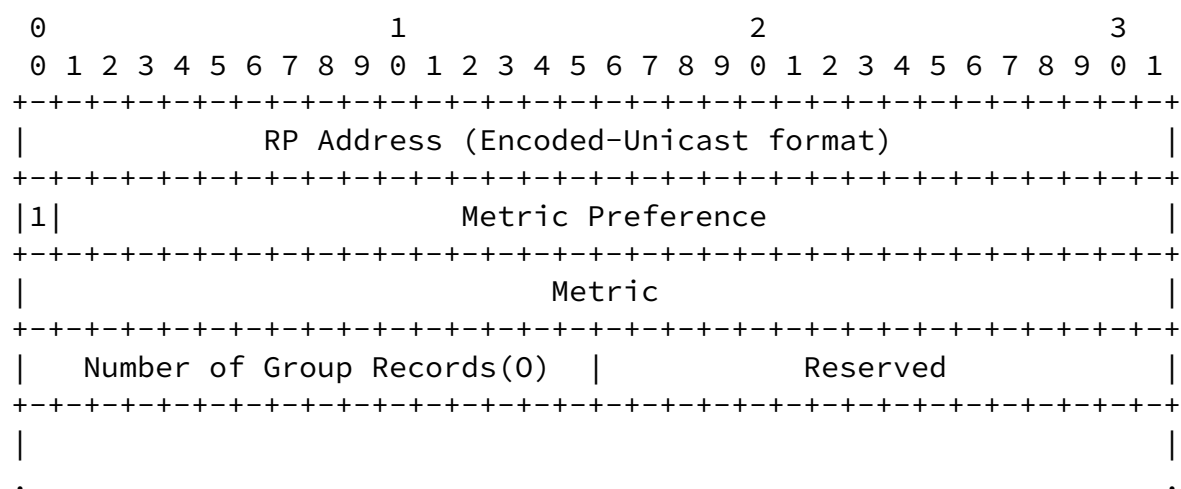 0                   1                   2                   3
 0 1 2 3 4 5 6 7 8 9 0 1 2 3 4 5 6 7 8 9 0 1 2 3 4 5 6 7 8 9 0 1
+-+-+-+-+-+-+-+-+-+-+-+-+-+-+-+-+-+-+-+-+-+-+-+-+-+-+-+-+-+-+-+-+
|             RP Address (Encoded-Unicast format)               |
+-+-+-+-+-+-+-+-+-+-+-+-+-+-+-+-+-+-+-+-+-+-+-+-+-+-+-+-+-+-+-+-+
|1|                      Metric Preference                      |
+-+-+-+-+-+-+-+-+-+-+-+-+-+-+-+-+-+-+-+-+-+-+-+-+-+-+-+-+-+-+-+-+
|                             Metric                            |
+-+-+-+-+-+-+-+-+-+-+-+-+-+-+-+-+-+-+-+-+-+-+-+-+-+-+-+-+-+-+-+-+
|   Number of Group Records(O)  |           Reserved            |
+-+-+-+-+-+-+-+-+-+-+-+-+-+-+-+-+-+-+-+-+-+-+-+-+-+-+-+-+-+-+-+-+
|                                                               |
.                                                               .